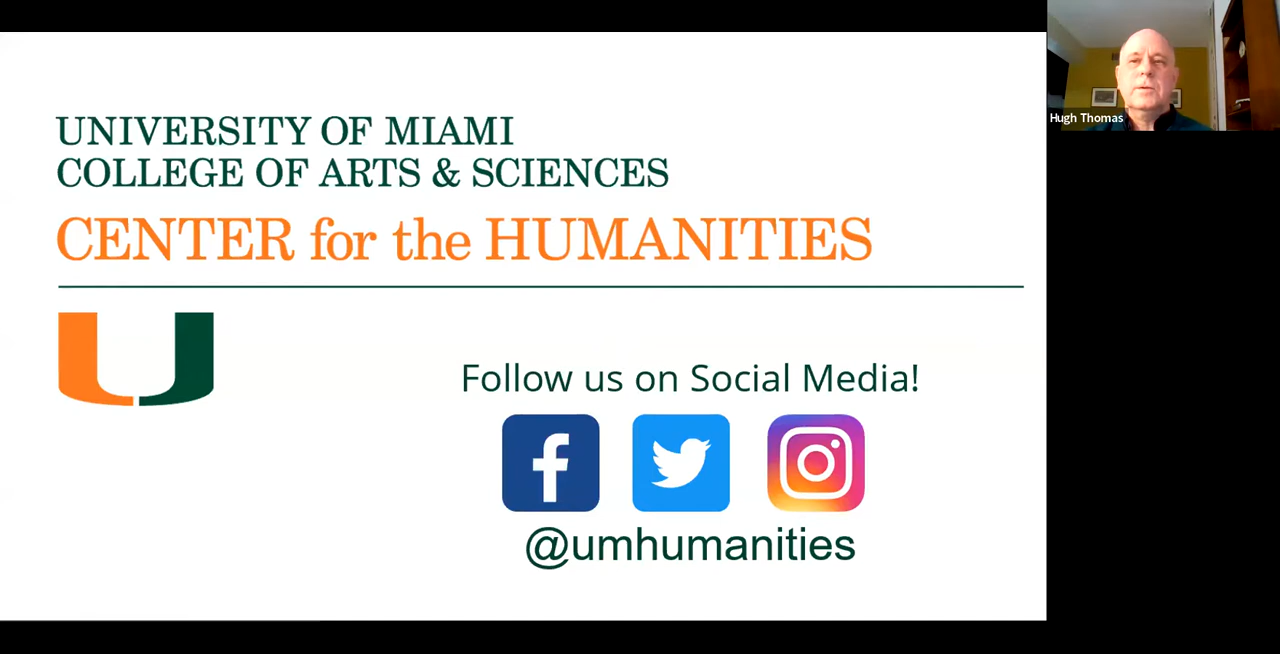 UNIVERSITY OF MIAMI
COLLEGE OF ARTS & SCIENCES
CENTER for the HUMANITIES
Follow us on Social Media!
@umhumanities
Hugh Thomas